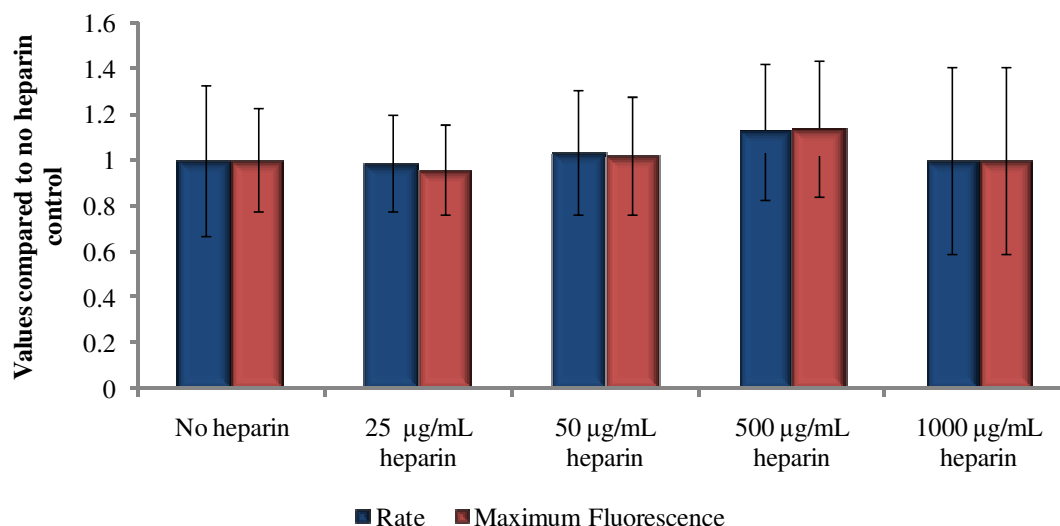 Values compared to no heparin
control
1.6
1.4
1.2
1
0.8
0.6
0.4
0.2
0
No heparin
25 µg/mL
heparin
50 µg/mL
heparin
500 µg/mL
heparin
1000 µg/mL
heparin
Rate
Maximum Fluorescence